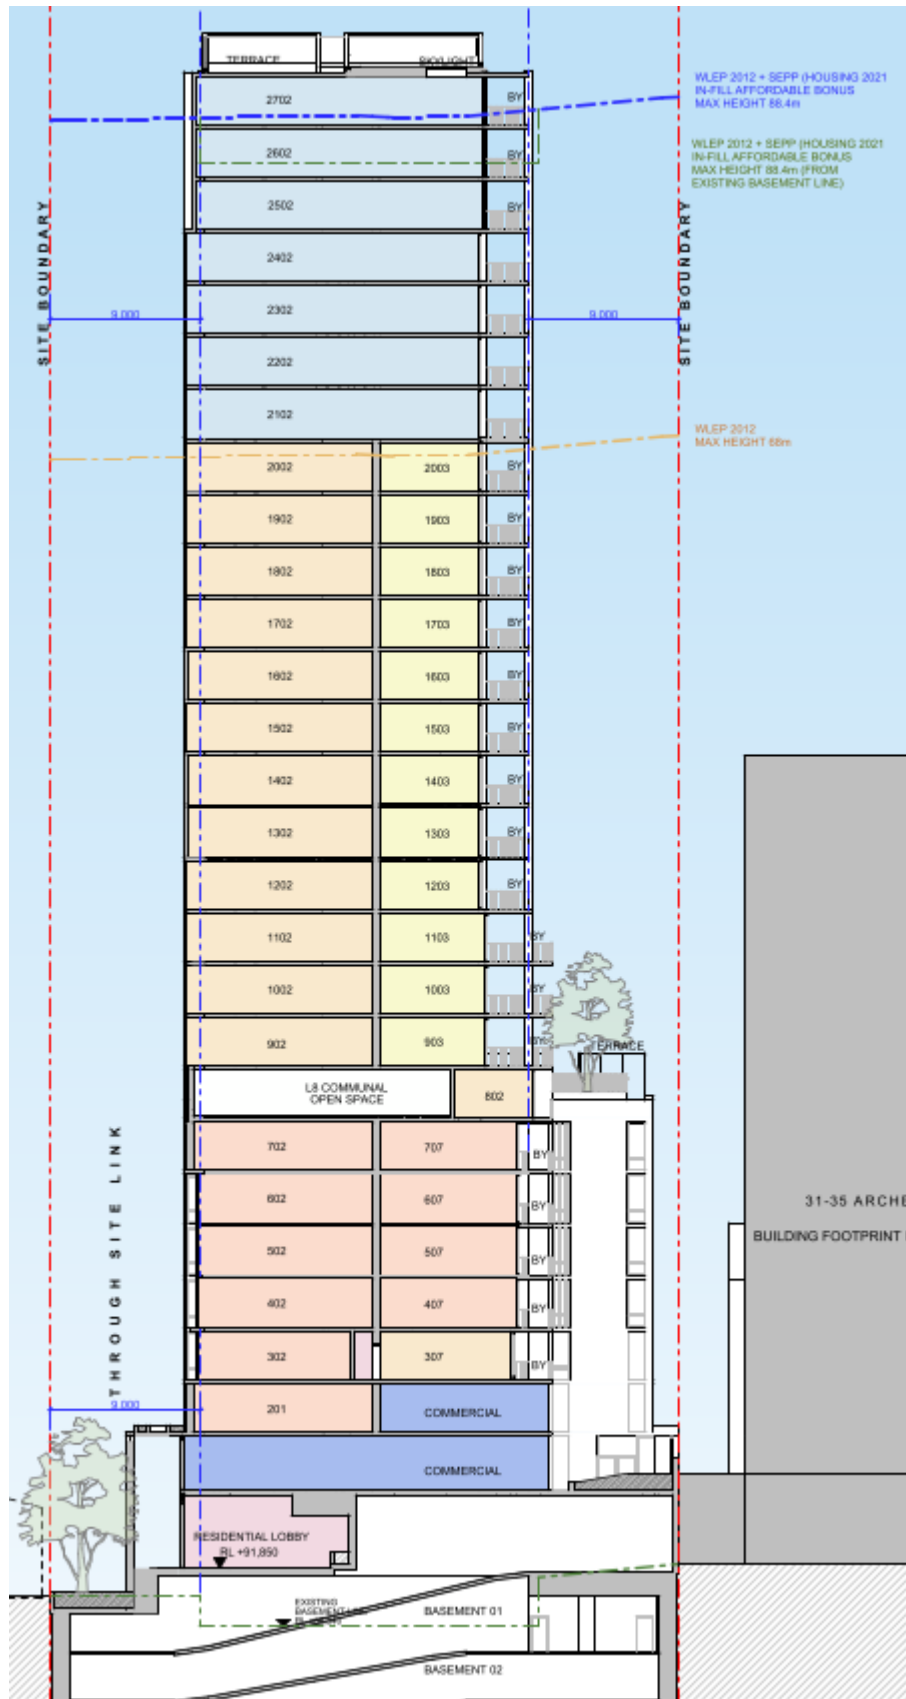 TERRACE
SKYLIGHT
WLEP 2012 + SEPP (HOUSING 2021
IN-FILL AFFORDABLE BONUS
MAX HEIGHT 88.4m
2702
BY
WLEP 2012 + SEPP (HOUSING 2021
IN-FILL AFFORDABLE BONUS
MAX HEIGHT 88.4m (FROM
EXISTING BASEMENT LINE)
2602
BY
2502
BY
SITE BOUNDARY
SITE BOUNDARY
2402
9.000
2302
9.000
2202
2102
WLEP 2012
MAX HEIGHT 68m
2002
2003
BY
1902
1903
BY
1802
1803
BY
1702
1703
BY
1602
1603
BY
1502
1503
BY
1402
1403
BY
1302
1303
BY
1202
1203
BY
1102
1103
BY
1002
1003
BY
902
903
BY
TERRACE
L8 COMMUNAL
OPEN SPACE
802
THROUGH SITE LINK
702
707
BY
602
607
BY
31-35 ARCHE
BUILDING FOOTPRINT
502
507
BY
402
407
BY
302
307
BY
9.000
201
COMMERCIAL
COMMERCIAL
RESIDENTIAL LOBBY
RL +91,850
EXISTING
BASEMENT
BASEMENT 01
BASEMENT 02